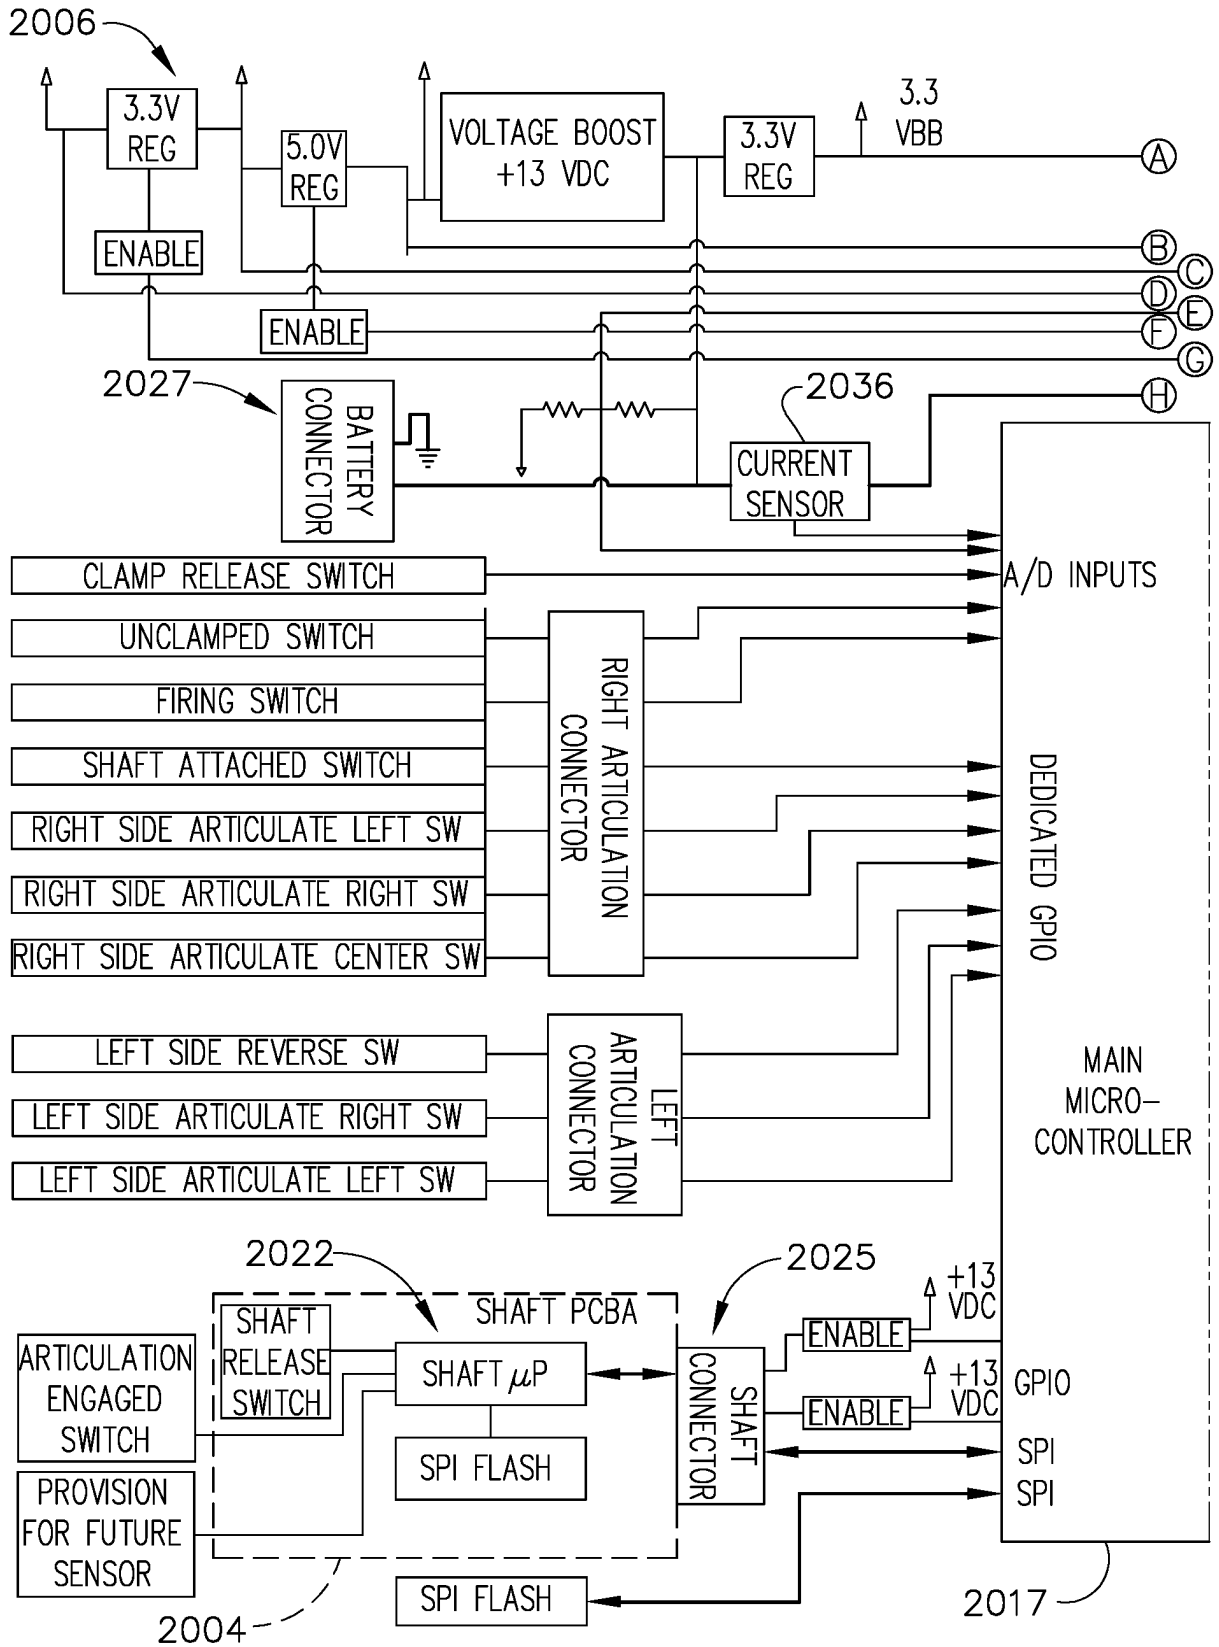 2006
3.3V
REG
5.0V
REG
VOLTAGE BOOST
+13 VDC
3.3V
REG
3.3
VBB
A
ENABLE
B
C
D
E
ENABLE
F
G
2027
BATTERY
CONNECTOR
2036
H
CURRENT
SENSOR
CLAMP RELEASE SWITCH
A/D INPUTS
UNCLAMPED SWITCH
FIRING SWITCH
SHAFT ATTACHED SWITCH
RIGHT SIDE ARTICULATE LEFT SW
RIGHT SIDE ARTICULATE RIGHT SW
RIGHT SIDE ARTICULATE CENTER SW
RIGHT ARTICULATION
CONNECTOR
DEDICATED GPIO
LEFT SIDE REVERSE SW
LEFT SIDE ARTICULATE RIGHT SW
LEFT SIDE ARTICULATE LEFT SW
LEFT
ARTICULATION
CONNECTOR
MAIN
MICRO-
CONTROLLER
2022
2025
SHAFT PCBA
SHAFT
RELEASE
SWITCH
ARTICULATION
ENGAGED
SWITCH
SHAFT µP
SPI FLASH
SHAFT
CONNECTOR
ENABLE
+13
VDC
ENABLE
+13
VDC
GPIO
SPI
SPI
PROVISION
FOR FUTURE
SENSOR
2004
SPI FLASH
2017